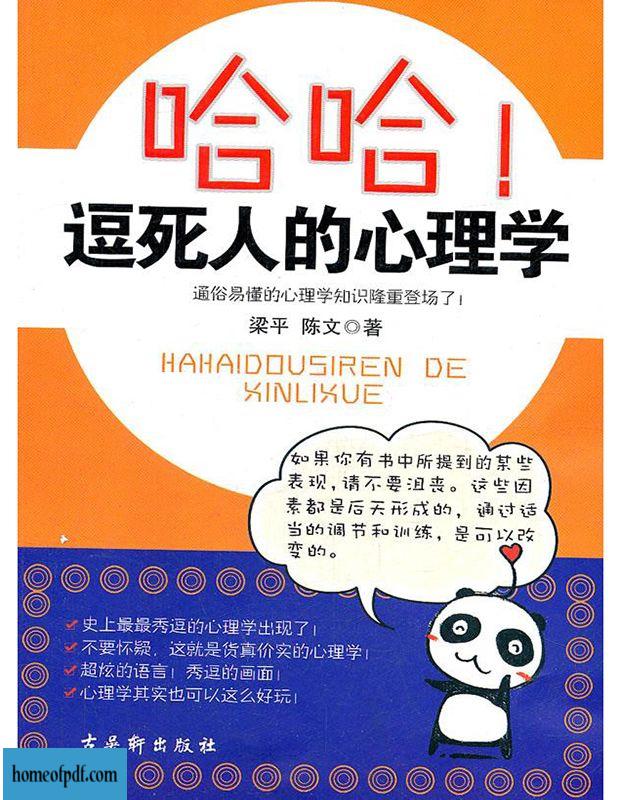 哈哈！
逗死人的心理学
通俗易懂的心理学知识隆重登场了！
梁平 陈文◎著
HAHAIDOUSIREN DE
XINLIXUE
如果你有书中所提到的某些
表现，请不要沮丧。这些因
素都是后天形成的，通过适
当的调节和训练，是可以改
变的。
史上最最秀逗的心理学出现了！
不要怀疑，这就是货真价实的心理学！
超炫的语言！秀逗的画面！
心理学其实也可以这么好玩！
古吴轩出版社
homeofpdf.com